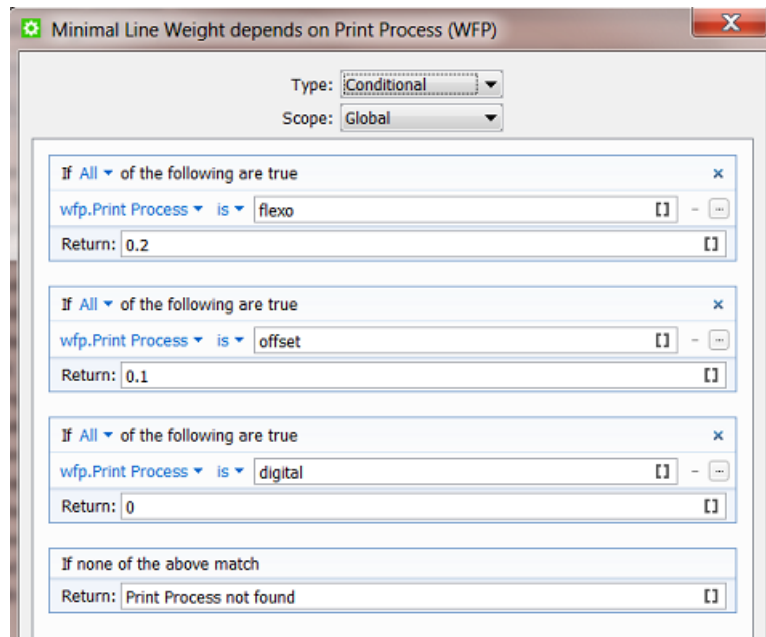 Minimal Line Weight depends on Print Process (WFP)
Type: Conditional
Scope: Global
If All of the following are true
wfp.Print Process is flexo
Return: 0.2
If All of the following are true
wfp.Print Process is offset
Return: 0.1
If All of the following are true
wfp.Print Process is digital
Return: 0
If none of the above match
Return: Print Process not found